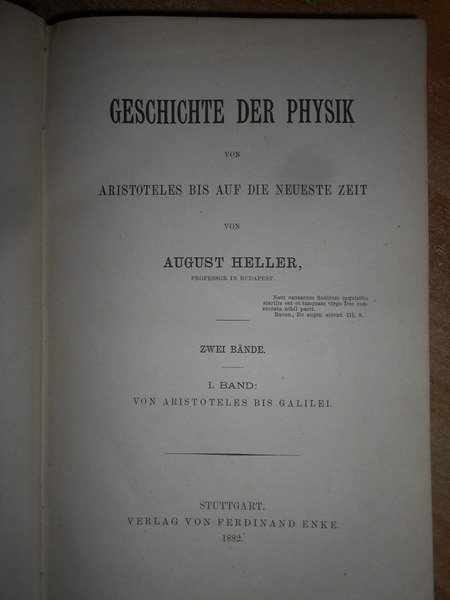 GESCHICHTE DER PHYSIK
VON
ARISTOTELES BIS AUF DIE NEUESTE ZEIT
VON
AUGUST HELLER,
PROFESSOR IN BUDAPEST.
Nam causarum finalium inquisitio
sterilis est et tanquam virgo Deo con-
secrata nihil parit.
Bacon, De augm. scient. III, 5.
ZWEI BÄNDE.
I. BAND:
VON ARISTOTELES BIS GALILEI.
STUTTGART.
VERLAG VON FERDINAND ENKE.
1882.